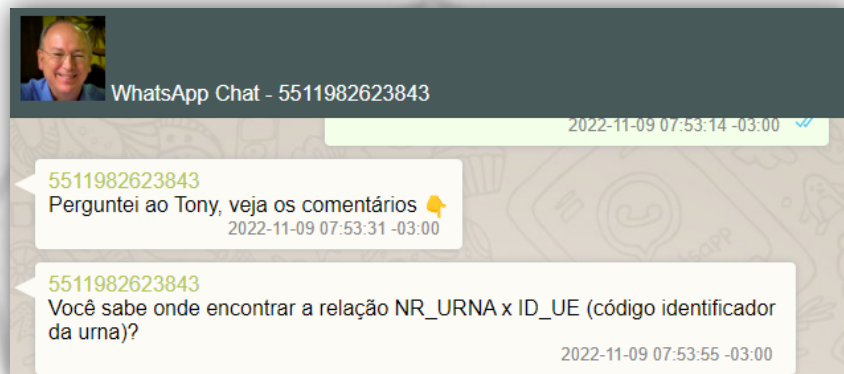 WhatsApp Chat - 5511982623843
2022-11-09 07:53:14 -03:00
5511982623843
Perguntei ao Tony, veja os comentários 👇
2022-11-09 07:53:31 -03:00
5511982623843
Você sabe onde encontrar a relação NR_URNA x ID_UE (código identificador
da urna)?
2022-11-09 07:53:55 -03:00